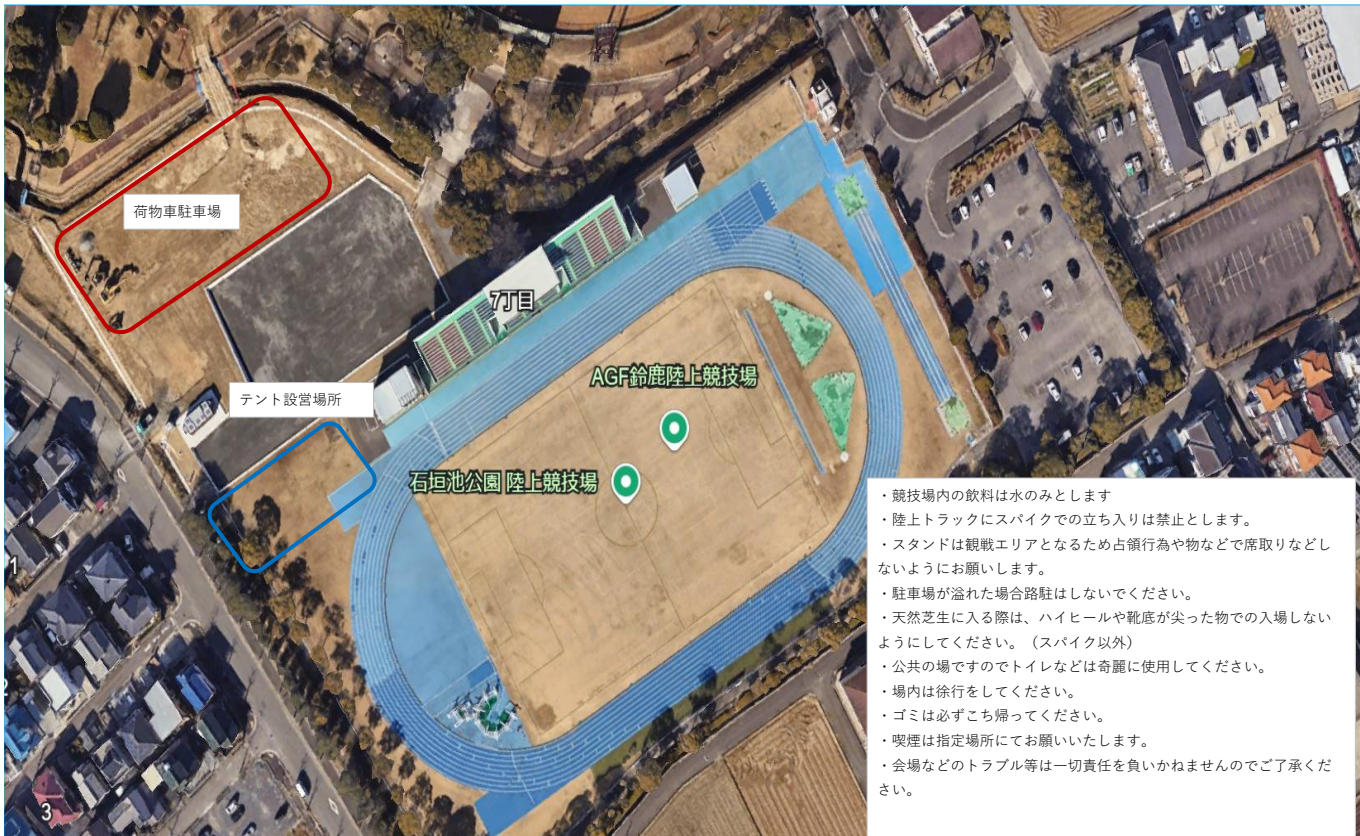 荷物車駐車場
7丁目
AGF鈴鹿陸上競技場
テント設営場所
石垣池公園 陸上競技場
1
2
3
・競技場内の飲料は水のみとします
・陸上トラックにスパイクでの立ち入りは禁止とします。
・スタンドは観戦エリアとなるため占領行為や物などで席取りなどし
ないようにお願いします。
・駐車場が溢れた場合路駐はしないでください。
・天然芝生に入る際は、ハイヒールや靴底が尖った物での入場しない
ようにしてください。（スパイク以外）
・公共の場ですのでトイレなどは奇麗に使用してください。
・場内は徐行をしてください。
・ゴミは必ずこち帰ってください。
・喫煙は指定場所にてお願いいたします。
・会場などのトラブル等は一切責任を負いかねませんのでご了承くだ
さい。